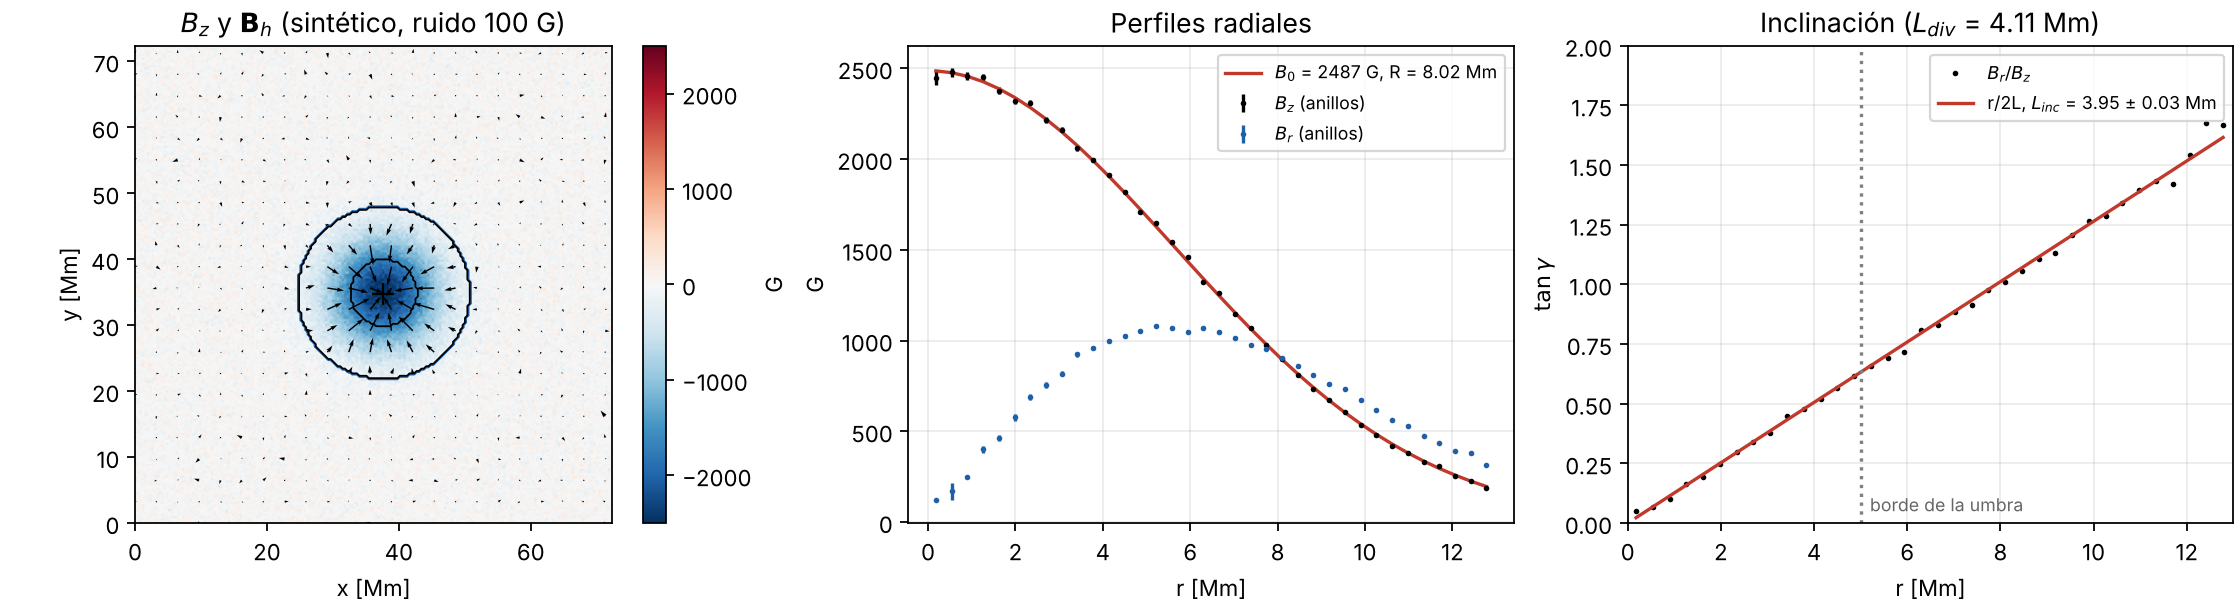 B_z y B_h (sintético, ruido 100 G)
70
60
50
40
30
20
10
0
y [Mm]
0 20 40 60
x [Mm]
2000
1000
0
−1000
−2000
G
Perfiles radiales
B_0 = 2487 G, R = 8.02 Mm
B_z (anillos)
B_r (anillos)
2500
2000
1500
1000
500
0
G
0 2 4 6 8 10 12
r [Mm]
Inclinación (L_div = 4.11 Mm)
B_r/B_z
r/2L, L_inc = 3.95 ± 0.03 Mm
2.00
1.75
1.50
1.25
1.00
0.75
0.50
0.25
0.00
tan γ
borde de la umbra
0 2 4 6 8 10 12
r [Mm]